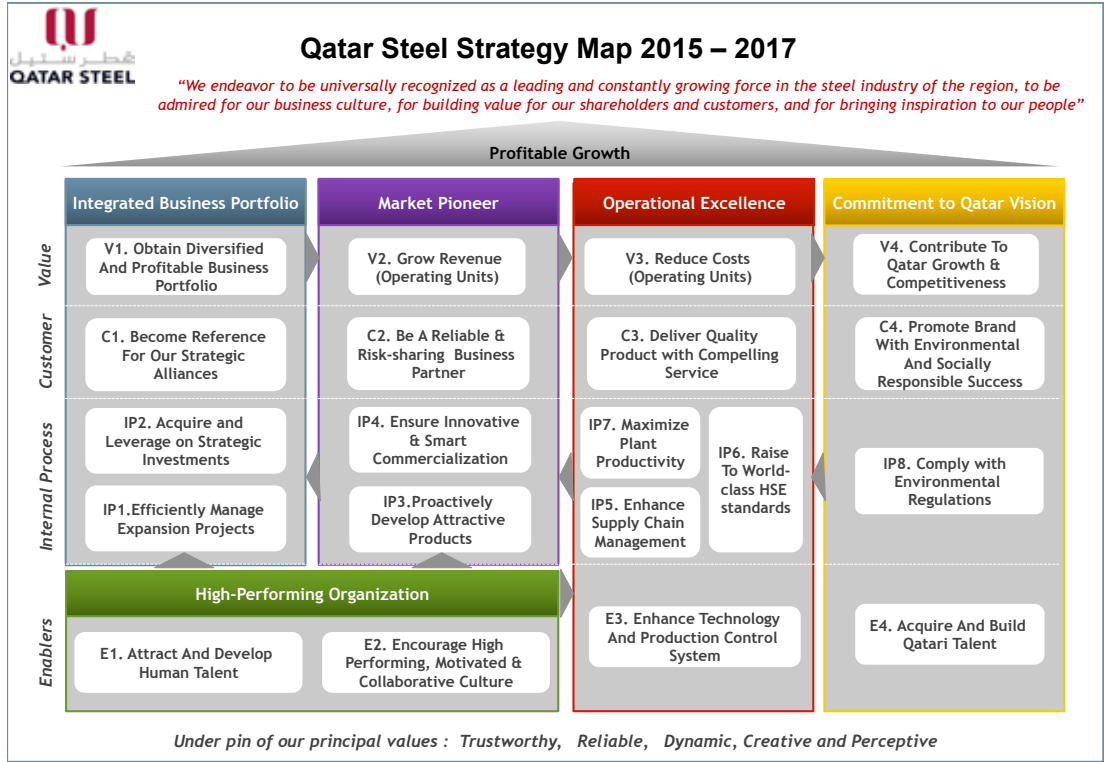 قطر ستيل
QATAR STEEL
Qatar Steel Strategy Map 2015 – 2017
“We endeavor to be universally recognized as a leading and constantly growing force in the steel industry of the region, to be
admired for our business culture, for building value for our shareholders and customers, and for bringing inspiration to our people”
Profitable Growth
Integrated Business Portfolio
Market Pioneer
Operational Excellence
Commitment to Qatar Vision
Value
V1. Obtain Diversified
And Profitable Business
Portfolio
V2. Grow Revenue
(Operating Units)
V3. Reduce Costs
(Operating Units)
V4. Contribute To
Qatar Growth &
Competitiveness
Customer
C1. Become Reference
For Our Strategic
Alliances
C2. Be A Reliable &
Risk-sharing  Business
Partner
C3. Deliver Quality
Product with Compelling
Service
C4. Promote Brand
With Environmental
And Socially
Responsible Success
Internal Process
IP2. Acquire and
Leverage on Strategic
Investments
IP1.Efficiently Manage
Expansion Projects
IP4. Ensure Innovative
& Smart
Commercialization
IP3.Proactively
Develop Attractive
Products
IP7. Maximize
Plant
Productivity
IP5. Enhance
Supply Chain
Management
IP6. Raise
To World-
class HSE
standards
IP8. Comply with
Environmental
Regulations
High-Performing Organization
Enablers
E1. Attract And Develop
Human Talent
E2. Encourage High
Performing, Motivated &
Collaborative Culture
E3. Enhance Technology
And Production Control
System
E4. Acquire And Build
Qatari Talent
Under pin of our principal values :  Trustworthy,   Reliable,   Dynamic, Creative and Perceptive